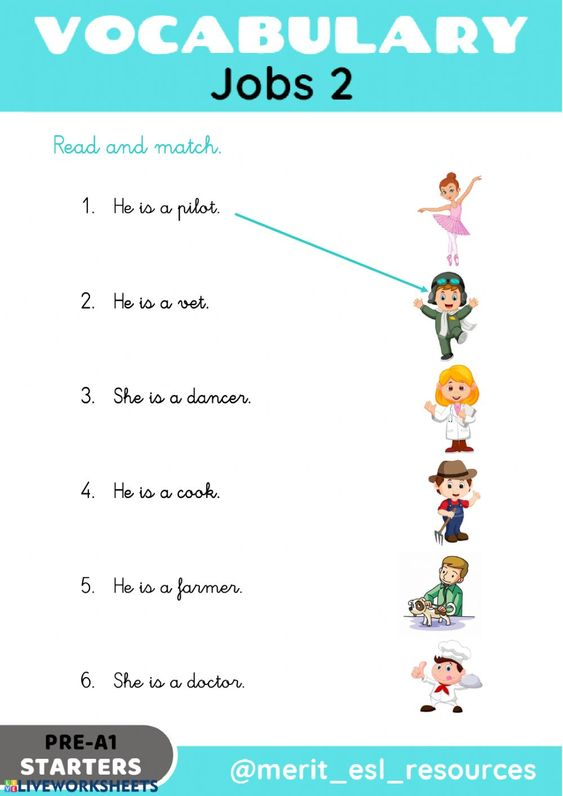 VOCABULARY
Jobs 2
Read and match.
1. He is a pilot.
2. He is a vet.
3. She is a dancer.
4. He is a cook.
5. He is a farmer.
6. She is a doctor.
PRE-A1
STARTERS
LIVEWORKSHEETS
@merit_esl_resources